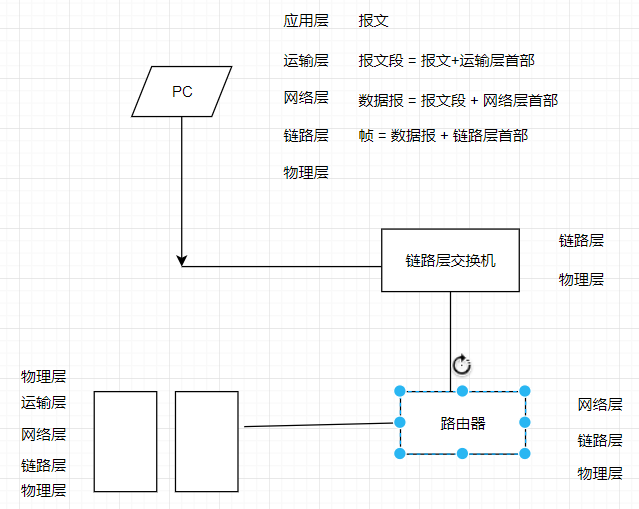 应用层 报文
运输层 报文段 = 报文+运输层首部
PC
网络层 数据报 = 报文段 + 网络层首部
链路层 帧 = 数据报 + 链路层首部
物理层
链路层交换机
链路层
物理层
物理层
运输层
网络层
链路层
物理层
路由器
网络层
链路层
物理层